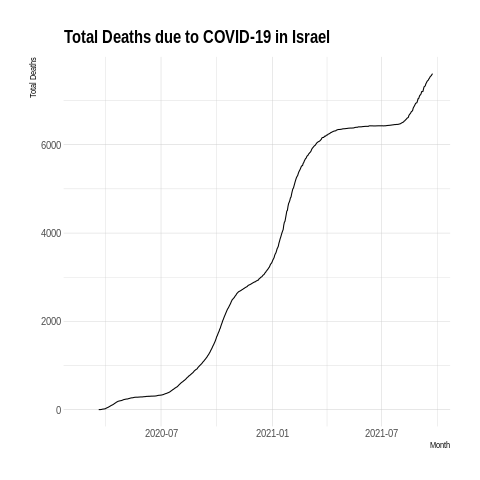 Total Deaths due to COVID-19 in Israel
Total Deaths
6000
4000
2000
0
2020-07 2021-01 2021-07
Month